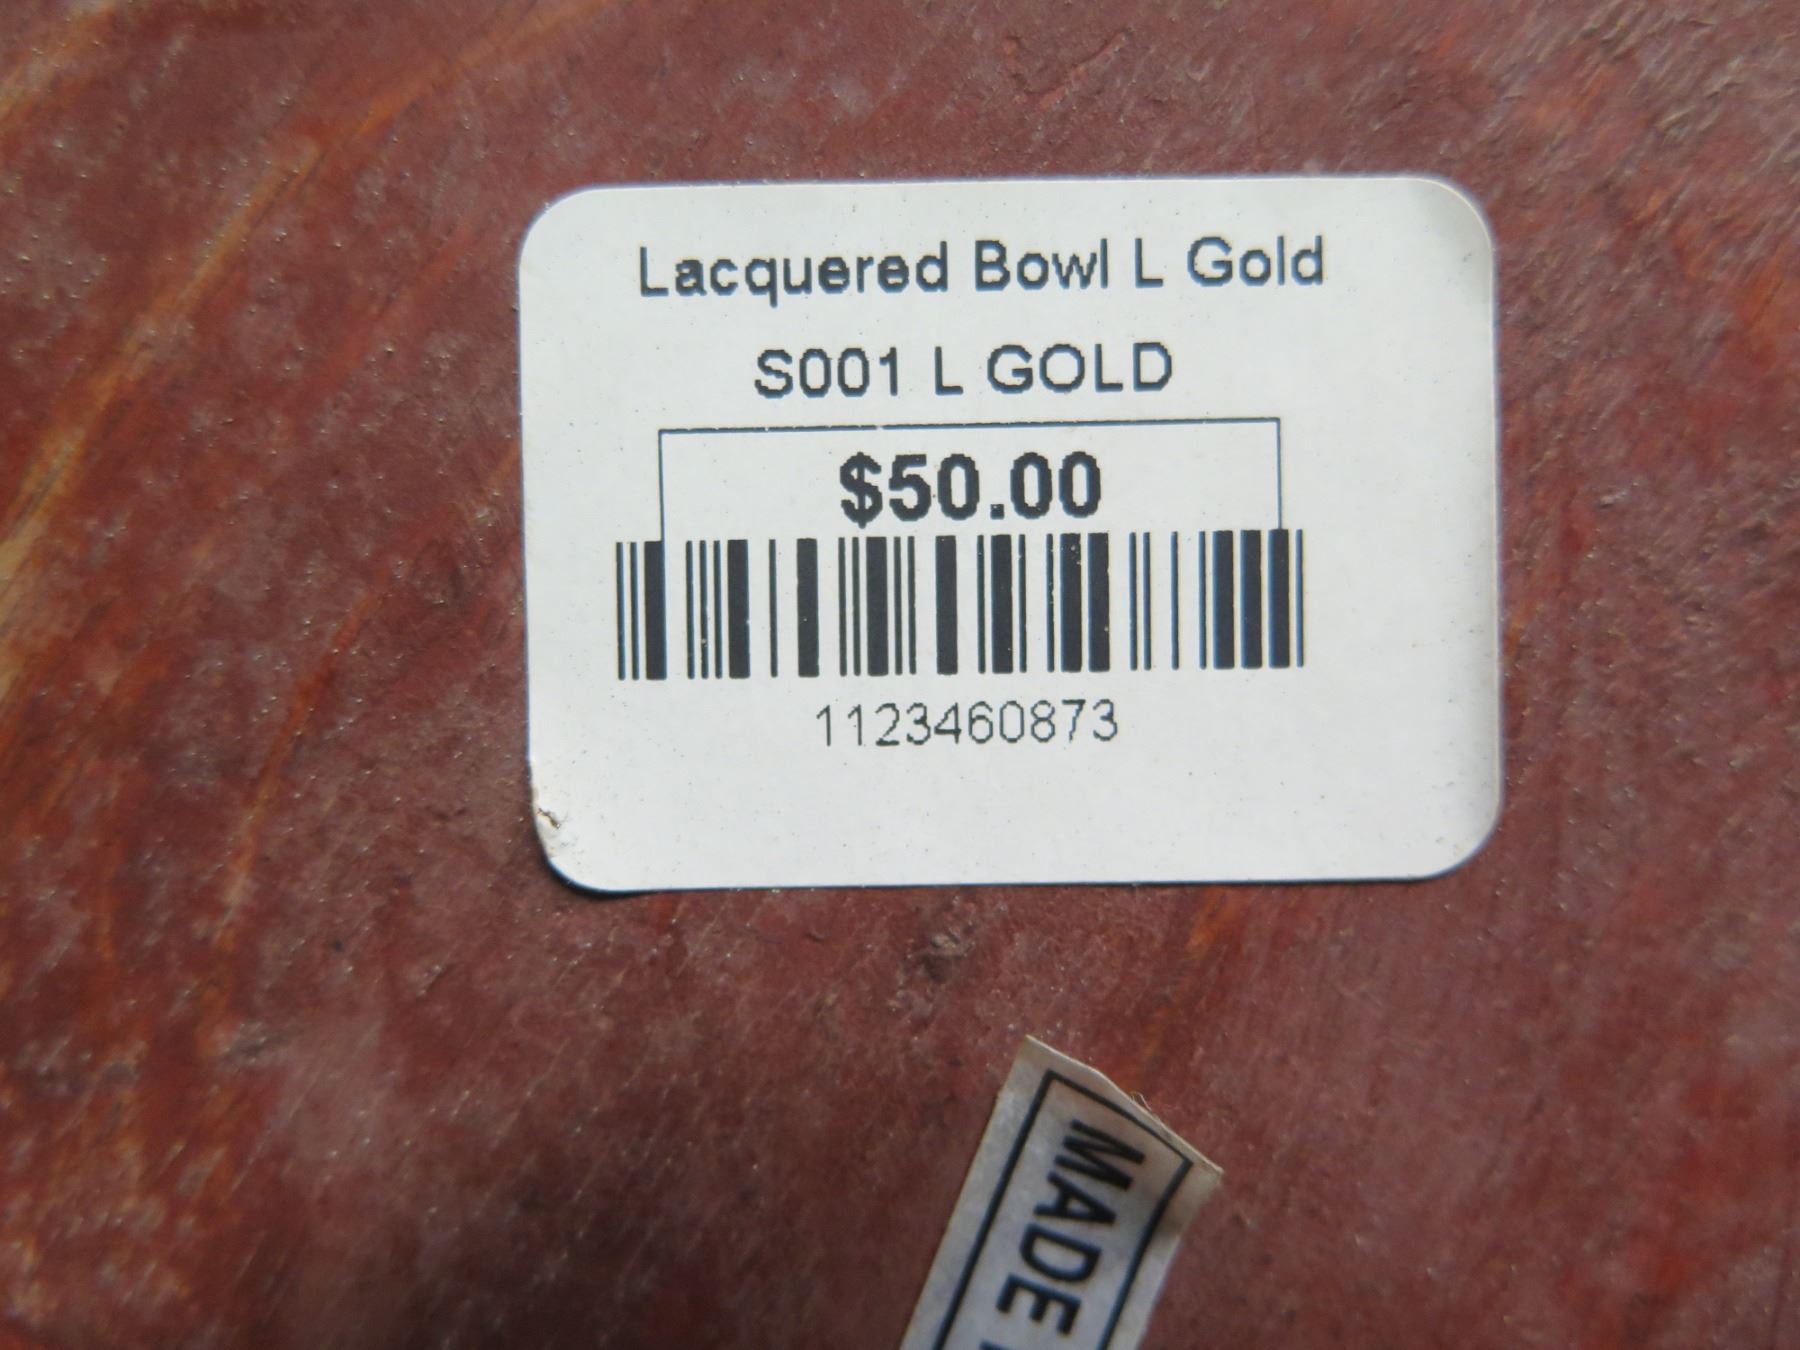 Lacquered Bowl L Gold
S001 L GOLD
$50.00
1123460873
MADE